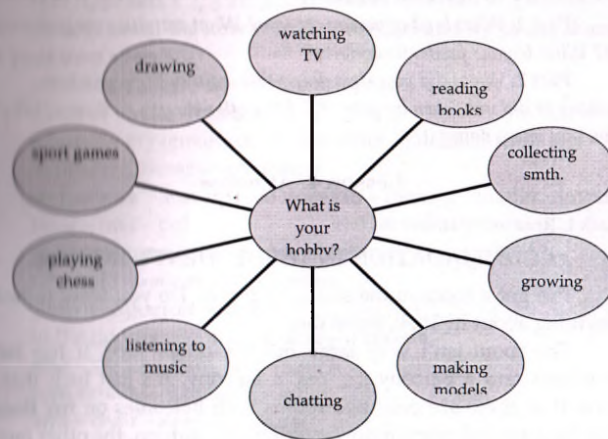 What is
your
hobby?
watching
TV
reading
books
collecting
smth.
growing
making
models
chatting
listening to
music
playing
chess
sport games
drawing